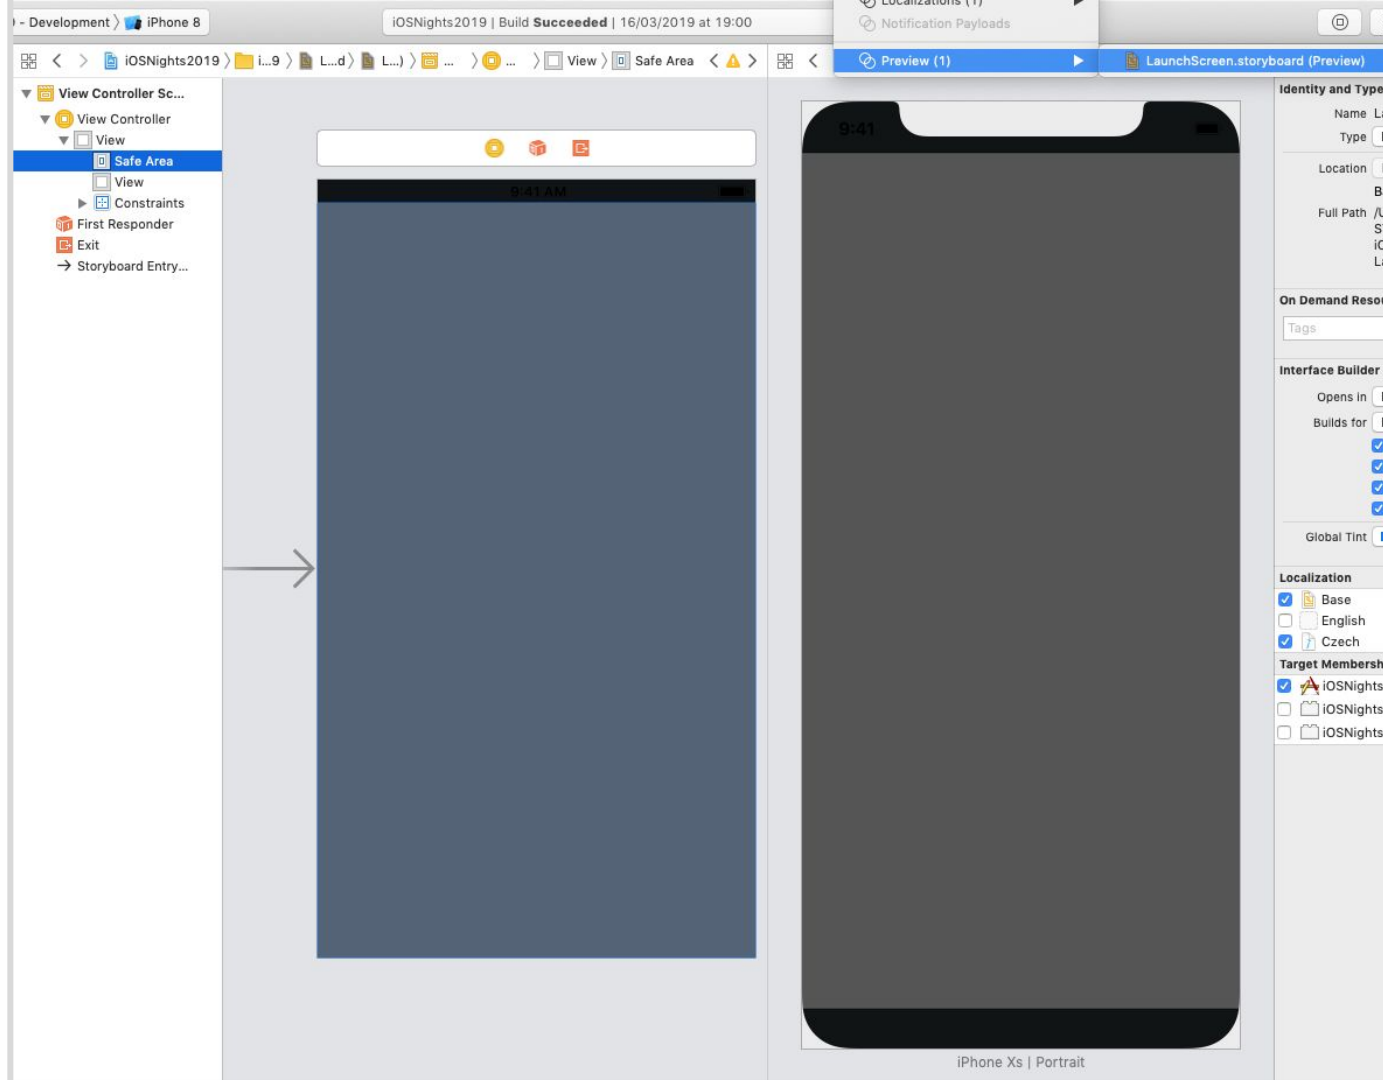 - Development 〉 iPhone 8
iOSNights2019 | Build Succeeded | 16/03/2019 at 19:00
Localizations (1)
Notification Payloads
Preview (1)
LaunchScreen.storyboard (Preview)
iOSNights2019 〉 i...9 〉 L...d 〉 L...) 〉 ... 〉 ... 〉 View 〉 Safe Area
View Controller Sc...
View Controller
View
Safe Area
View
Constraints
First Responder
Exit
Storyboard Entry...
9:41 AM
9:41
iPhone Xs | Portrait
Identity and Type
Name La
Type
Location
Full Path /U
On Demand Resou
Tags
Interface Builder
Opens in
Builds for
Global Tint
Localization
Base
English
Czech
Target Membersh
iOSNights
iOSNights
iOSNights